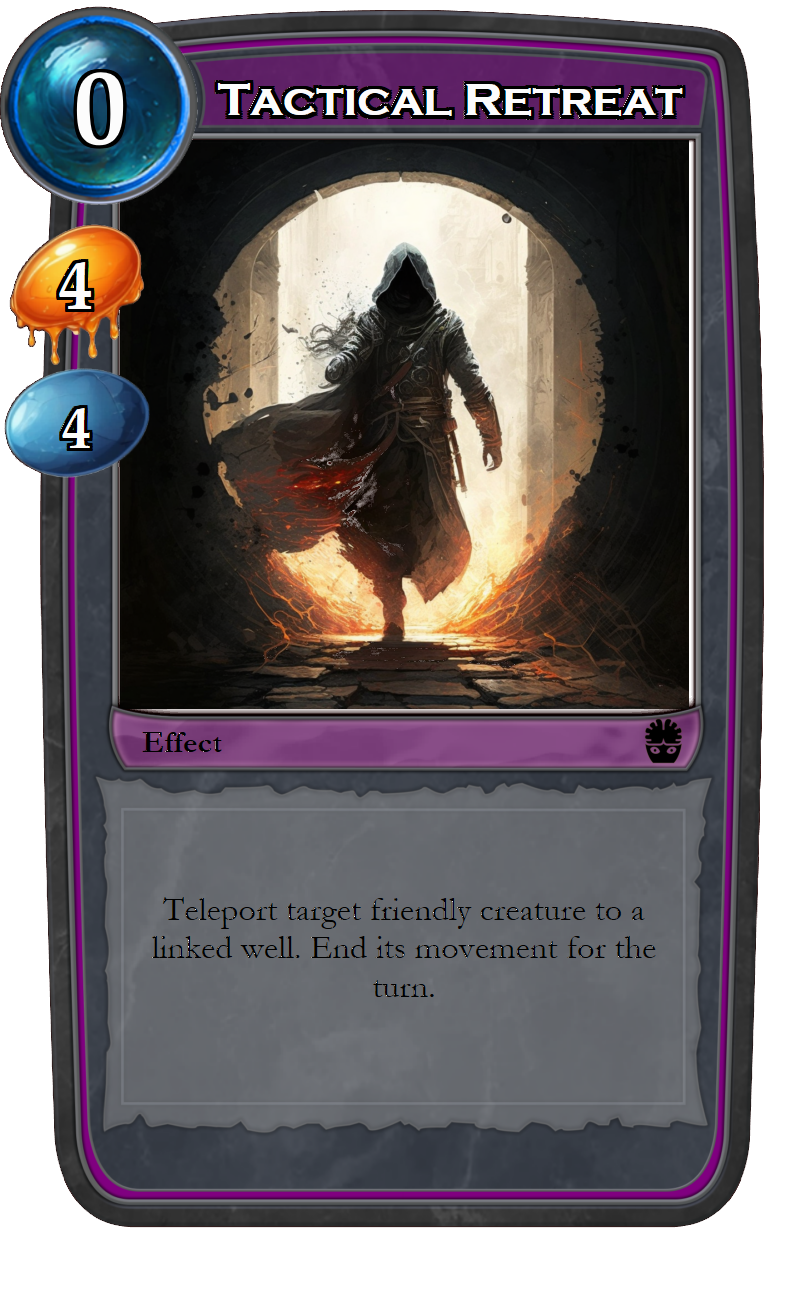 0
Tactical Retreat
4
4
Effect
Teleport target friendly creature to a
linked well. End its movement for the
turn.